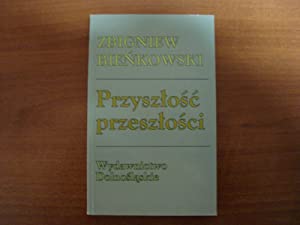 ZBIGNIEW
BIEŃKOWSKI
Przyszłość
przeszłości
Wydawnictwo
Dolnośląskie